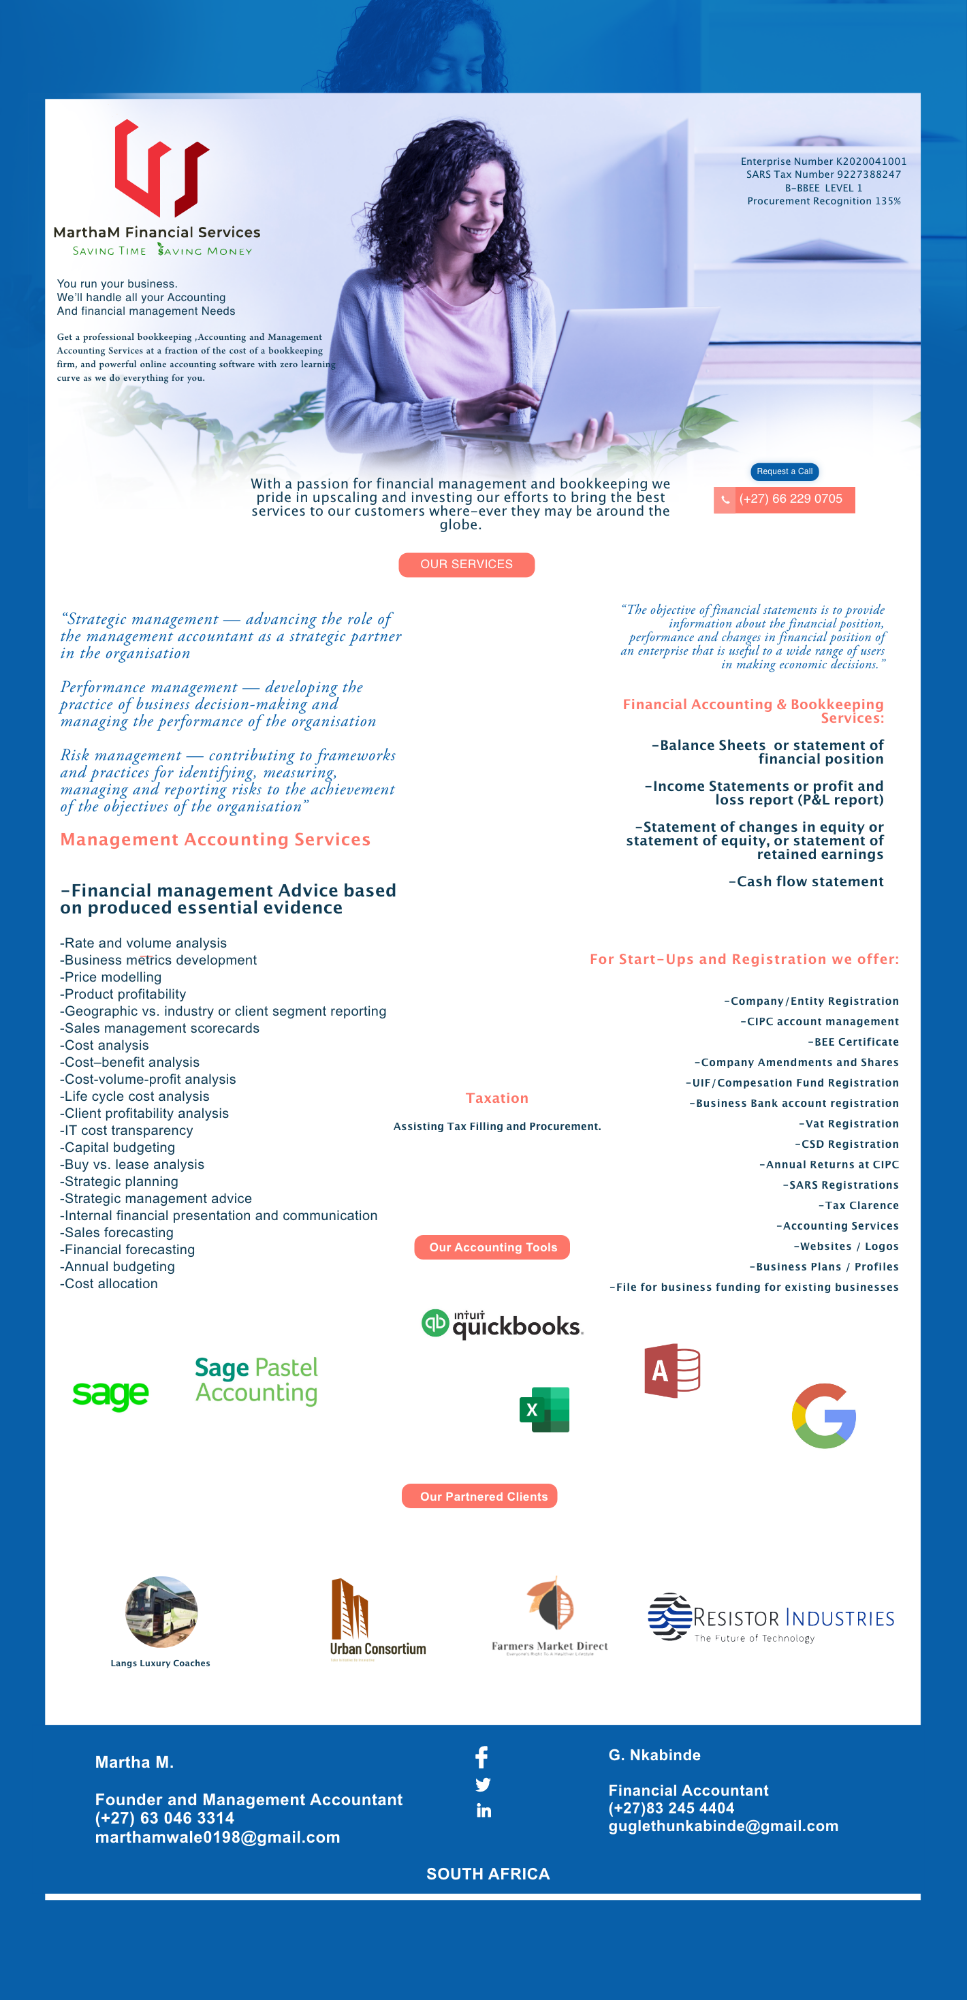 MarthaM Financial Services
SAVING TIME SAVING MONEY
Enterprise Number K2020041001
SARS Tax Number 9227388247
B-BBEE LEVEL 1
Procurement Recognition 135%
You run your business.
We'll handle all your Accounting
And financial management Needs
Get a professional bookkeeping ,Accounting and Management
Accounting Services at a fraction of the cost of a bookkeeping
firm, and powerful online accounting software with zero learning
curve as we do everything for you.
With a passion for financial management and bookkeeping we
pride in upscaling and investing our efforts to bring the best
services to our customers where-ever they may be around the
globe.
Request a Call
(+27) 66 229 0705
OUR SERVICES
“Strategic management — advancing the role of
the management accountant as a strategic partner
in the organisation
Performance management — developing the
practice of business decision-making and
managing the performance of the organisation
Risk management — contributing to frameworks
and practices for identifying, measuring,
managing and reporting risks to the achievement
of the objectives of the organisation”
Management Accounting Services
-Financial management Advice based
on produced essential evidence
-Rate and volume analysis
-Business metrics development
-Price modelling
-Product profitability
-Geographic vs. industry or client segment reporting
-Sales management scorecards
-Cost analysis
-Cost–benefit analysis
-Cost-volume-profit analysis
-Life cycle cost analysis
-Client profitability analysis
-IT cost transparency
-Capital budgeting
-Buy vs. lease analysis
-Strategic planning
-Strategic management advice
-Internal financial presentation and communication
-Sales forecasting
-Financial forecasting
-Annual budgeting
-Cost allocation
“The objective of financial statements is to provide
information about the financial position,
performance and changes in financial position of
an enterprise that is useful to a wide range of users
in making economic decisions.”
Financial Accounting & Bookkeeping
Services:
-Balance Sheets or statement of
financial position
-Income Statements or profit and
loss report (P&L report)
-Statement of changes in equity or
statement of equity, or statement of
retained earnings
-Cash flow statement
For Start-Ups and Registration we offer:
-Company/Entity Registration
-CIPC account management
-BEE Certificate
-Company Amendments and Shares
-UIF/Compesation Fund Registration
-Business Bank account registration
-Vat Registration
-CSD Registration
-Annual Returns at CIPC
-SARS Registrations
-Tax Clarence
-Accounting Services
-Websites / Logos
-Business Plans / Profiles
-File for business funding for existing businesses
Taxation
Assisting Tax Filling and Procurement.
Our Accounting Tools
qb intuit quickbooks.
sage
Sage Pastel
Accounting
X
A
G
Our Partnered Clients
Langs Luxury Coaches
Urban Consortium
Farmers Market Direct
RESISTOR INDUSTRIES
The Future of Technology
Martha M.
Founder and Management Accountant
(+27) 63 046 3314
marthamwale0198@gmail.com
G. Nkabinde
Financial Accountant
(+27)83 245 4404
guglethunkabinde@gmail.com
SOUTH AFRICA